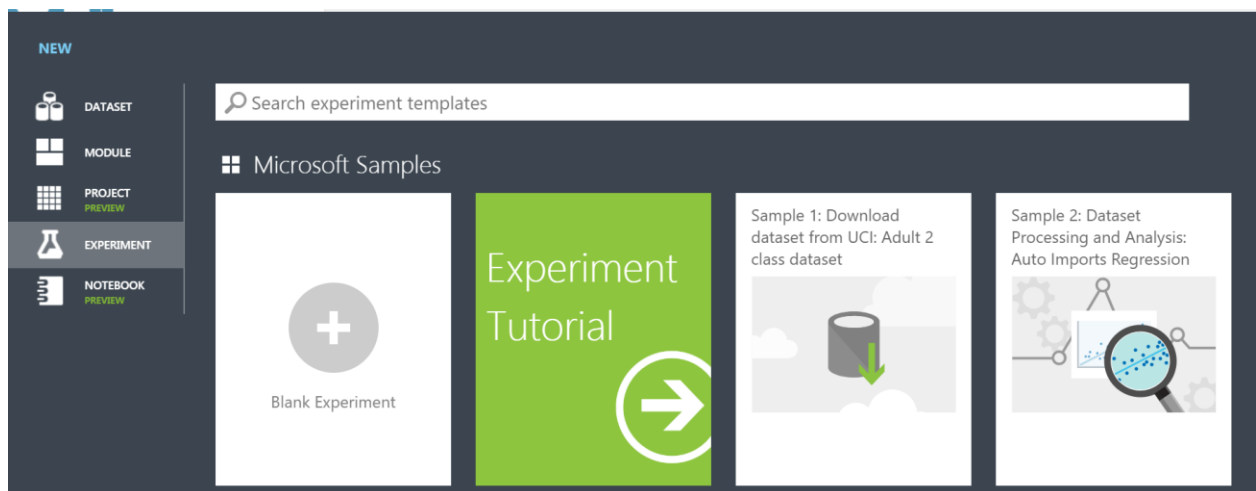 NEW
DATASET
MODULE
PROJECT
PREVIEW
EXPERIMENT
NOTEBOOK
PREVIEW
Search experiment templates
Microsoft Samples
Blank Experiment
Experiment
Tutorial
Sample 1: Download
dataset from UCI: Adult 2
class dataset
Sample 2: Dataset
Processing and Analysis:
Auto Imports Regression